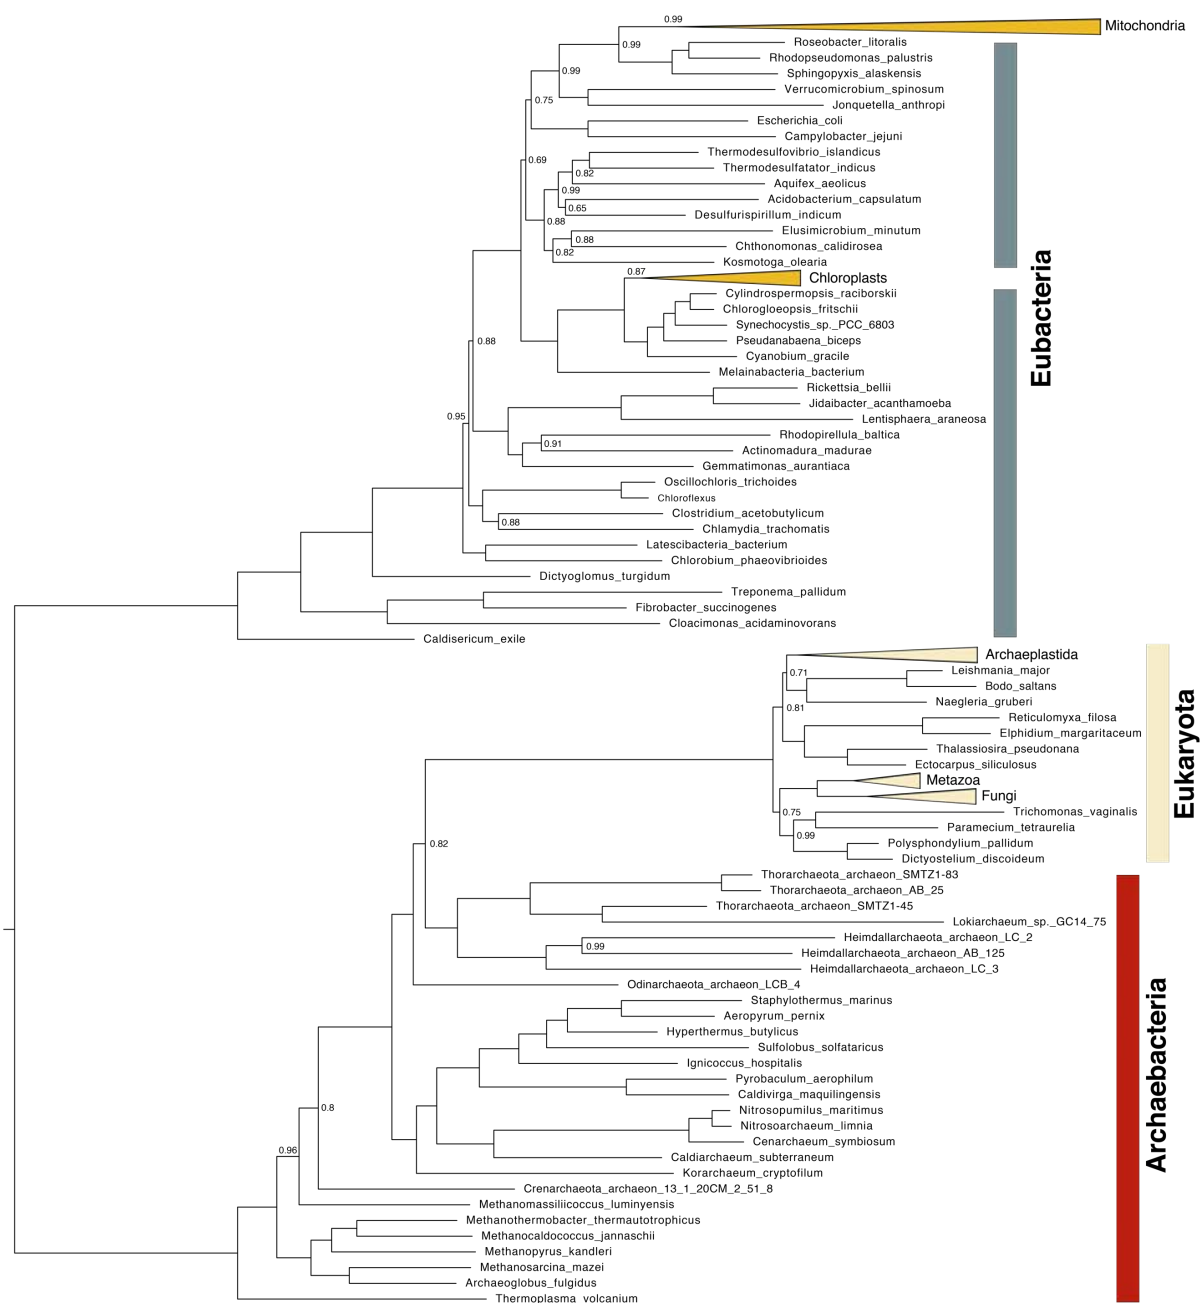 0.99
Mitochondria
Roseobacter_litoralis
0.99
Rhodopseudomonas_palustris
0.99
Sphingopyxis_alaskensis
Verrucomicrobium_spinosum
0.75
Jonquetella_anthropi
Escherichia_coli
Campylobacter_jejuni
Thermodesulfovibrio_islandicus
0.69
Thermodesulfatator_indicus
0.82
Aquifex_aeolicus
0.99
Acidobacterium_capsulatum
0.65
Desulfurispirillum_indicum
0.88
Elusimicrobium_minutum
0.88
Chthonomonas_calidirosea
0.82
Kosmotoga_olearia
0.87
Chloroplasts
Cylindrospermopsis_raciborskii
Chlorogloeopsis_fritschii
Synechocystis_sp._PCC_6803
0.88
Pseudanabaena_biceps
Cyanobium_gracile
Melainabacteria_bacterium
Eubacteria
Rickettsia_bellii
Jidaibacter_acanthamoeba
0.95
Lentisphaera_araneosa
Rhodopirellula_baltica
0.91
Actinomadura_madurae
Gemmatimonas_aurantiaca
Oscillochloris_trichoides
Chloroflexus
Clostridium_acetobutylicum
0.88
Chlamydia_trachomatis
Latescibacteria_bacterium
Chlorobium_phaeovibrioides
Dictyoglomus_turgidum
Treponema_pallidum
Fibrobacter_succinogenes
Cloacimonas_acidaminovorans
Caldisericum_exile
Archaeplastida
0.71
Leishmania_major
Bodo_saltans
Naegleria_gruberi
0.81
Reticulomyxa_filosa
Elphidium_margaritaceum
Thalassiosira_pseudonana
Ectocarpus_siliculosus
Eukaryota
Metazoa
Fungi
0.75
Trichomonas_vaginalis
Paramecium_tetraurelia
0.99
Polysphondylium_pallidum
0.82
Dictyostelium_discoideum
Thorarchaeota_archaeon_SMTZ1-83
Thorarchaeota_archaeon_AB_25
Thorarchaeota_archaeon_SMTZ1-45
Lokiarchaeum_sp._GC14_75
Heimdallarchaeota_archaeon_LC_2
0.99
Heimdallarchaeota_archaeon_AB_125
Heimdallarchaeota_archaeon_LC_3
Odinarchaeota_archaeon_LCB_4
Staphylothermus_marinus
Aeropyrum_pernix
Hyperthermus_butylicus
Sulfolobus_solfataricus
Ignicoccus_hospitalis
Archaebacteria
Pyrobaculum_aerophilum
Caldivirga_maquilingensis
0.8
Nitrosopumilus_maritimus
Nitrosoarchaeum_limnia
Cenarchaeum_symbiosum
0.96
Caldiarchaeum_subterraneum
Korarchaeum_cryptofilum
Crenarchaeota_archaeon_13_1_20CM_2_51_8
Methanomassiliicoccus_luminyensis
Methanothermobacter_thermautotrophicus
Methanocaldococcus_jannaschii
Methanopyrus_kandleri
Methanosarcina_mazei
Archaeoglobus_fulgidus
Thermoplasma_volcanium